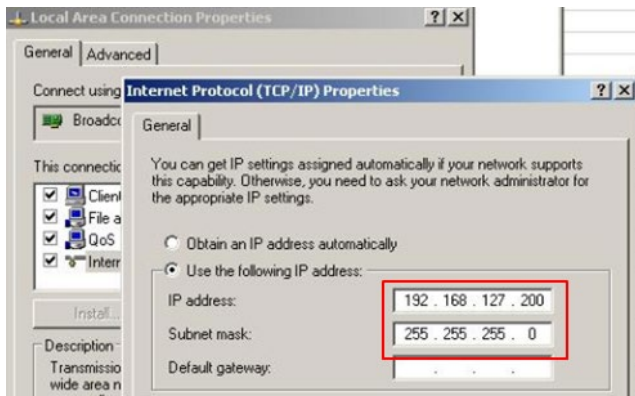 Local Area Connection Properties
General Advanced
Connect using
Internet Protocol (TCP/IP) Properties
General
This connectio
File a
QoS
Install...
Description
Transmissio
wide area n
You can get IP settings assigned automatically if your network supports
this capability. Otherwise, you need to ask your network administrator for
the appropriate IP settings.
Obtain an IP address automatically
Use the following IP address:
IP address: 192 . 168 . 127 . 200
Subnet mask: 255 . 255 . 255 . 0
Default gateway: . . .